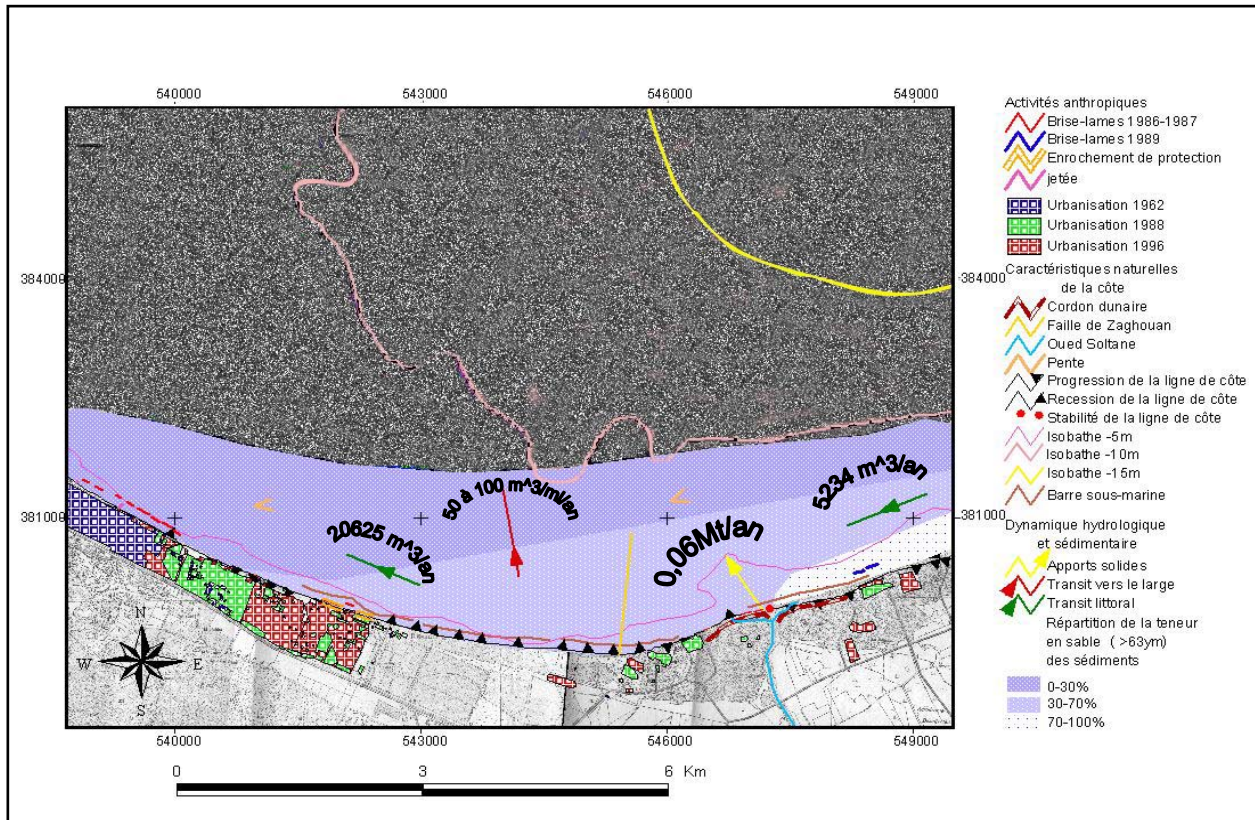 540000 543000 546000 549000
384000 384000
381000 381000
20625 m^3/an
50 à 100 m^3/ml/an
0,06Mt/an
5234 m^3/an
N
W E
S
540000 543000 546000 549000
0 3 6 Km
Activités anthropiques
Brise-lames 1986-1987
Brise-lames 1989
Enrochement de protection
jetée
Urbanisation 1962
Urbanisation 1988
Urbanisation 1996
Caractéristiques naturelles
de la côte
Cordon dunaire
Faille de Zaghouan
Oued Soltane
Pente
Progression de la ligne de côte
Recession de la ligne de côte
Stabilité de la ligne de côte
Isobathe -5m
Isobathe -10m
Isobathe -15m
Barre sous-marine
Dynamique hydrologique
et sédimentaire
Apports solides
Transit vers le large
Transit littoral
Répartition de la teneur
en sable ( >63ym)
des sédiments
0-30%
30-70%
70-100%